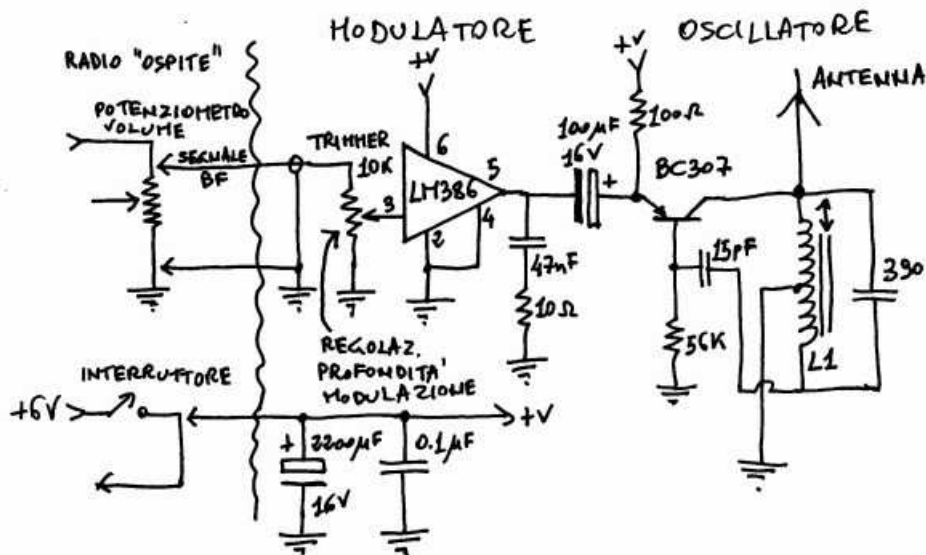 MODULATORE
OSCILLATORE
RADIO "OSPITE"
POTENZIOMETRO
VOLUME
SEGNALE
BF
TRIMMER
10K
+V
6
LM386
3
5
2
4
100µF
16V
+
+V
100Ω
BC307
ANTENNA
47nF
10Ω
15pF
56K
390
L1
REGOLAZ.
PROFONDITA'
MODULAZIONE
INTERRUTTORE
+6V
+
2200µF
16V
0.1µF
+V